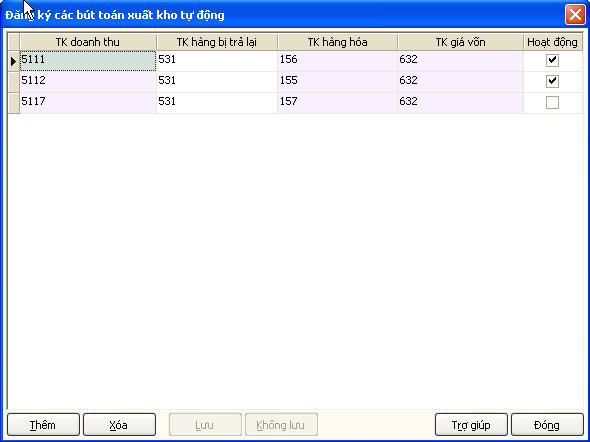 Đăng ký các bút toán xuất kho tự động
TK doanh thu TK hàng bị trả lại TK hàng hóa TK giá vốn Hoạt động
5111 531 156 632
5112 531 155 632
5117 531 157 632
Thêm Xóa Lưu Không lưu Trợ giúp Đóng